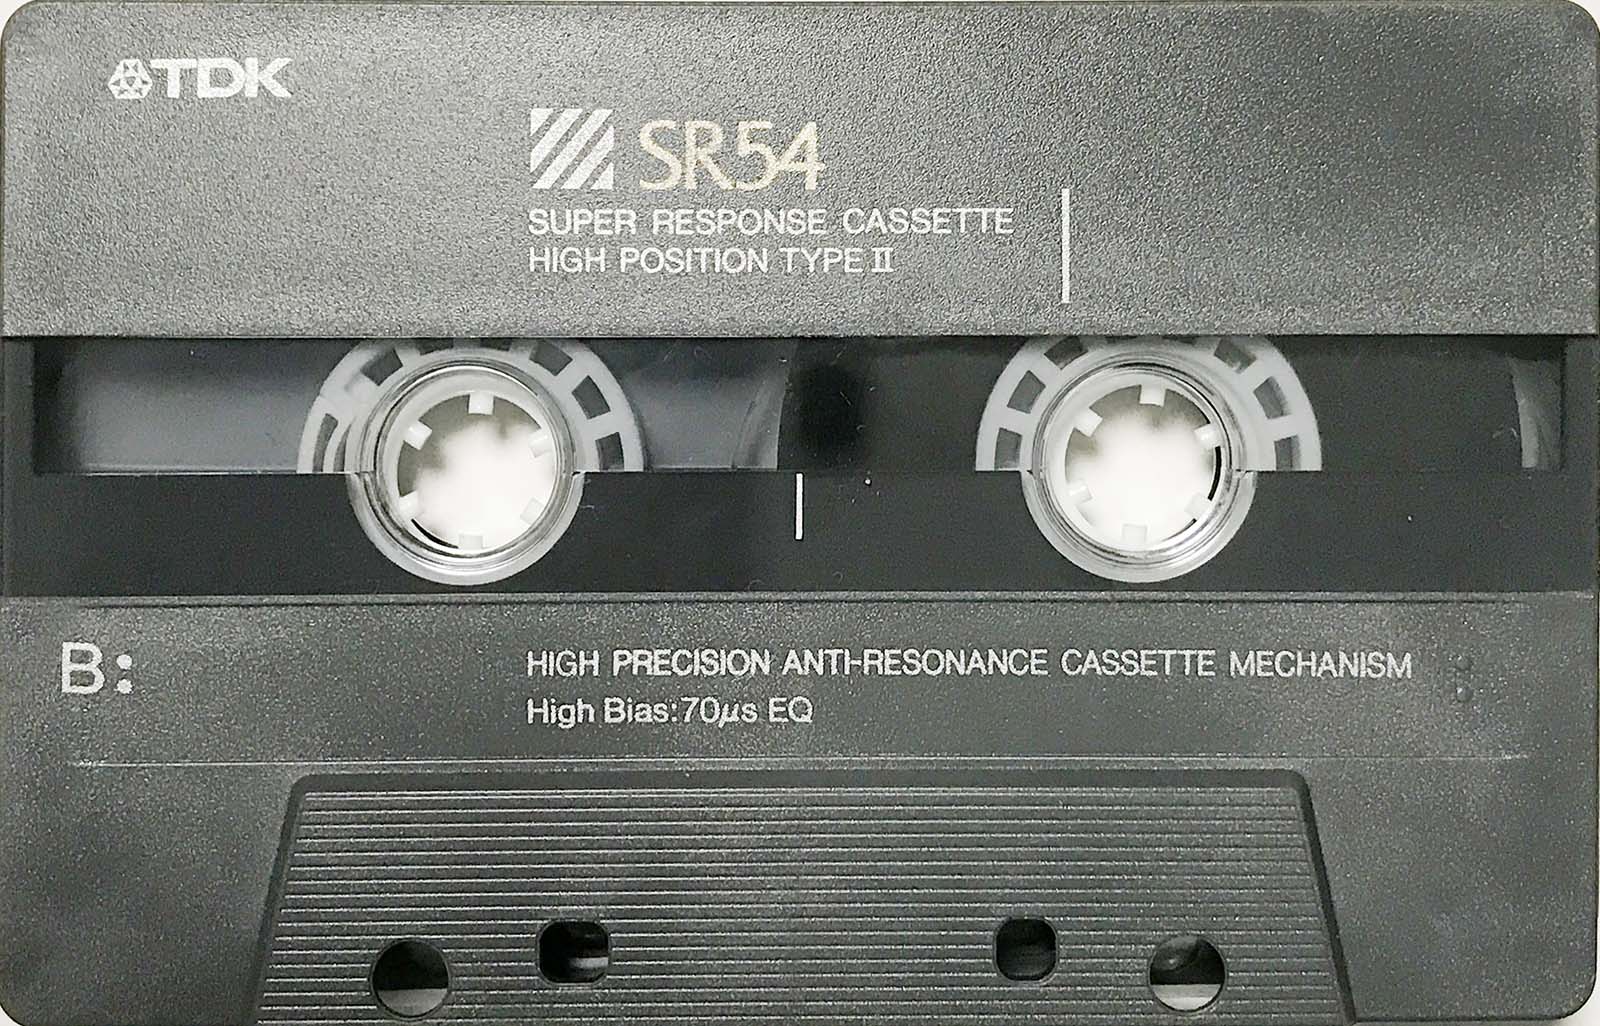 TDK
SR54
SUPER RESPONSE CASSETTE
HIGH POSITION TYPE II
B:
HIGH PRECISION ANTI-RESONANCE CASSETTE MECHANISM
High Bias:70µs EQ